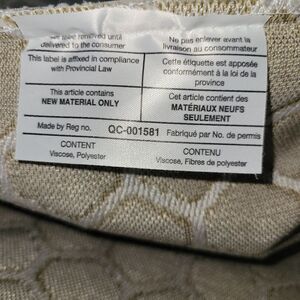 be removed until
delivered to the consumer
Ne pas enlever avant
livraison au consommateur
This label is affixed in compliance
with Provincial Law
Cette étiquette est apposée
conformément à la loi de la
province
This article contains
NEW MATERIAL ONLY
Cet article contient des
MATÉRIAUX NEUFS
SEULEMENT
Made by Reg no. QC-001581 Fabriqué par No. de permis
CONTENT
Viscose, Polyester
CONTENU
Viscose, Fibres de polyester